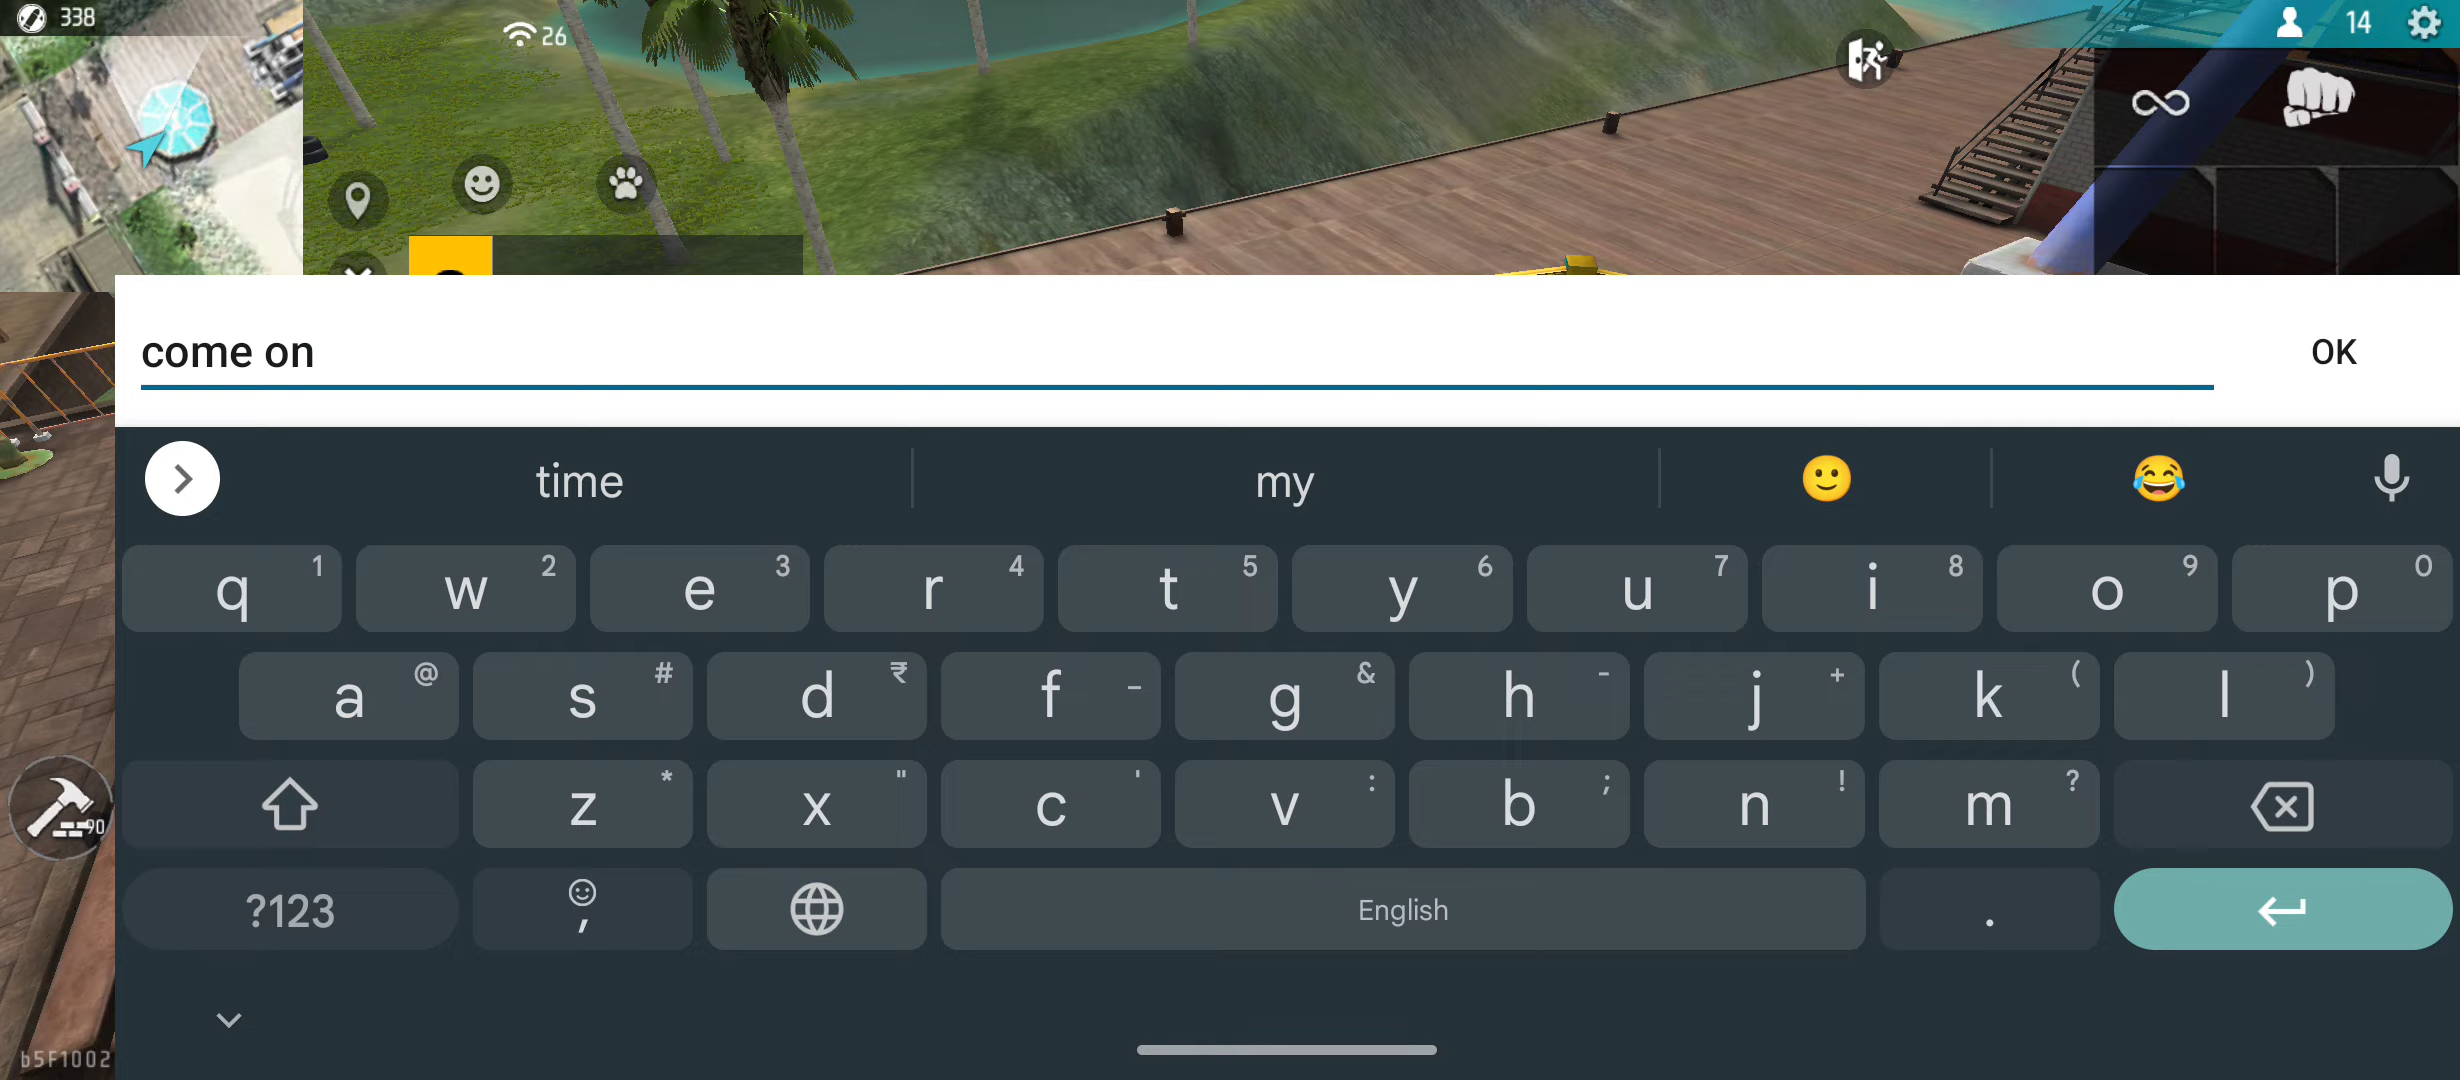 338
26
14
come on
OK
time
my
q 1 w 2 e 3 r 4 t 5 y 6 u 7 i 8 o 9 p 0
a @ s # d ₹ f _ g & h - j + k ( l )
z * x " c ' v : b ; n ! m ?
90
?123 , English .
b5F1002